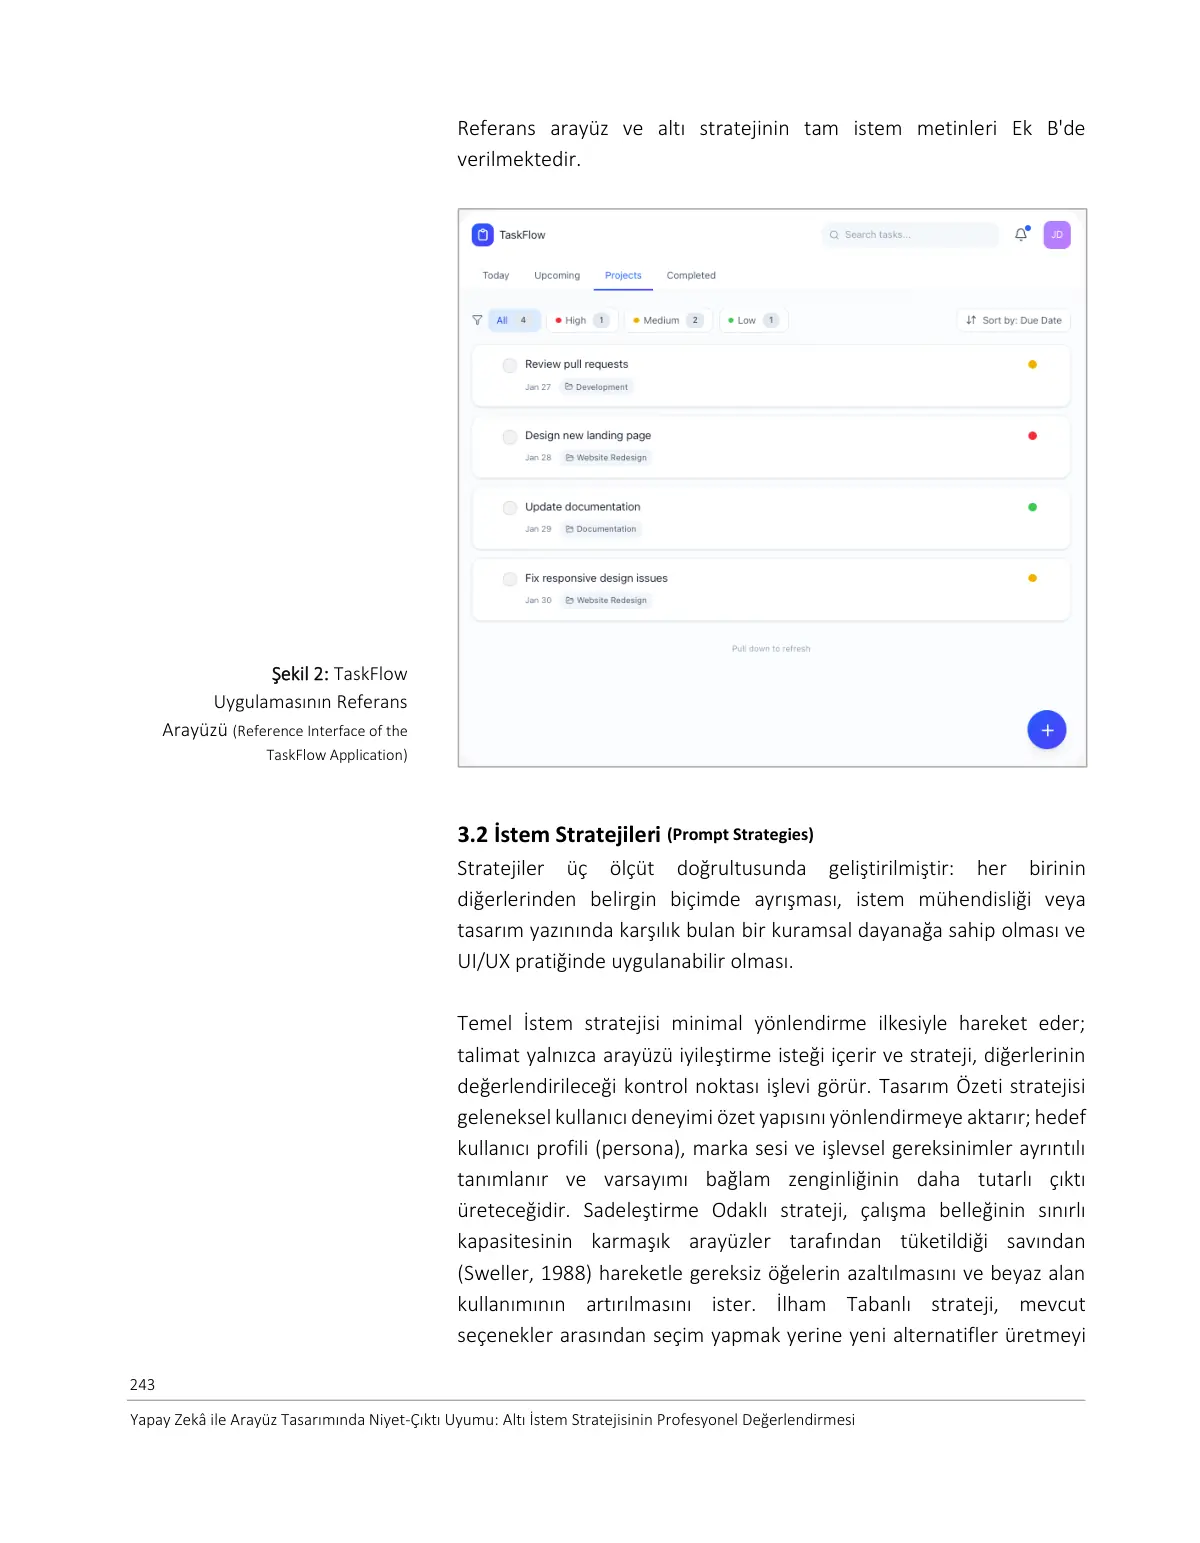 Referans arayüz ve altı stratejinin tam istem metinleri Ek B'de
verilmektedir.
TaskFlow
Search tasks...
JD
Today Upcoming Projects Completed
All 4 High 1 Medium 2 Low 1 Sort by: Due Date
Review pull requests
Jan 27 Development
Design new landing page
Jan 28 Website Redesign
Update documentation
Jan 29 Documentation
Fix responsive design issues
Jan 30 Website Redesign
Pull down to refresh
Şekil 2: TaskFlow
Uygulamasının Referans
Arayüzü (Reference Interface of the
TaskFlow Application)
3.2 İstem Stratejileri (Prompt Strategies)
Stratejiler üç ölçüt doğrultusunda geliştirilmiştir: her birinin
diğerlerinden belirgin biçimde ayrışması, istem mühendisliği veya
tasarım yazınında karşılık bulan bir kuramsal dayanağa sahip olması ve
UI/UX pratiğinde uygulanabilir olması.
Temel İstem stratejisi minimal yönlendirme ilkesiyle hareket eder;
talimat yalnızca arayüzü iyileştirme isteği içerir ve strateji, diğerlerinin
değerlendirileceği kontrol noktası işlevi görür. Tasarım Özeti stratejisi
geleneksel kullanıcı deneyimi özet yapısını yönlendirmeye aktarır; hedef
kullanıcı profili (persona), marka sesi ve işlevsel gereksinimler ayrıntılı
tanımlanır ve varsayımı bağlam zenginliğinin daha tutarlı çıktı
üreteceğidir. Sadeleştirme Odaklı strateji, çalışma belleğinin sınırlı
kapasitesinin karmaşık arayüzler tarafından tüketildiği savından
(Sweller, 1988) hareketle gereksiz öğelerin azaltılmasını ve beyaz alan
kullanımının artırılmasını ister. İlham Tabanlı strateji, mevcut
seçenekler arasından seçim yapmak yerine yeni alternatifler üretmeyi
243
Yapay Zekâ ile Arayüz Tasarımında Niyet-Çıktı Uyumu: Altı İstem Stratejisinin Profesyonel Değerlendirmesi